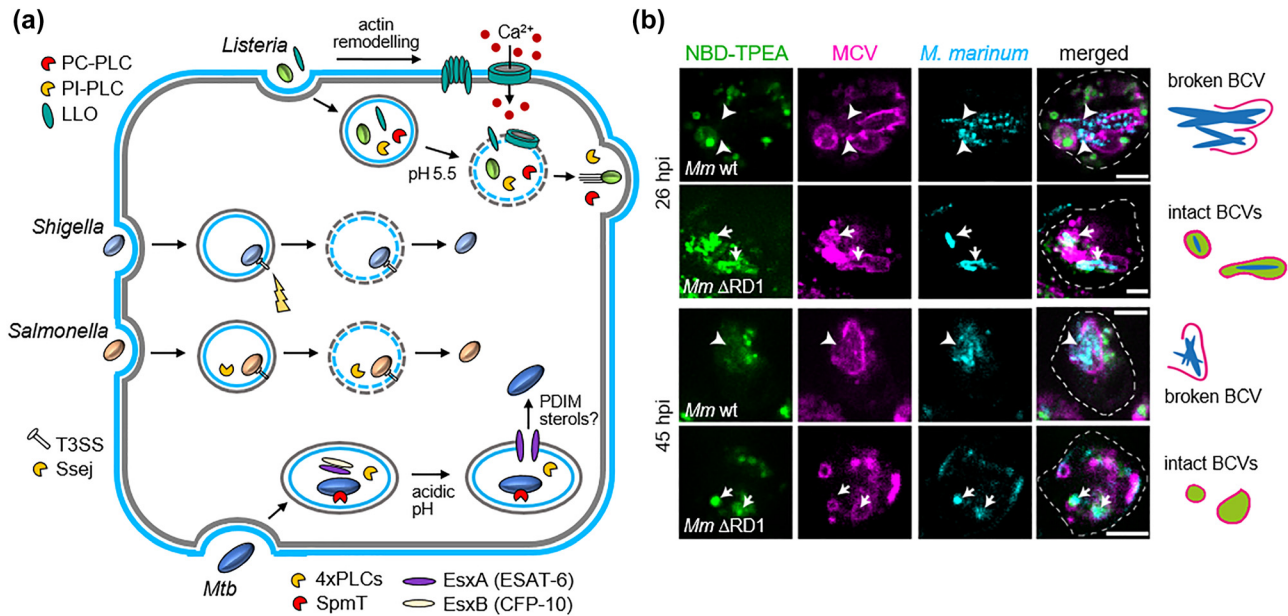 (a)
Listeria
actin
remodelling
Ca²⁺
PC-PLC
PI-PLC
LLO
pH 5.5
Shigella
Salmonella
T3SS
Ssej
PDIM
sterols?
acidic
pH
Mtb
4xPLCs
SpmT
EsxA (ESAT-6)
EsxB (CFP-10)
(b)
NBD-TPEA MCV M. marinum merged
26 hpi
Mm wt
broken BCV
Mm ΔRD1
intact BCVs
45 hpi
Mm wt
broken BCV
Mm ΔRD1
intact BCVs